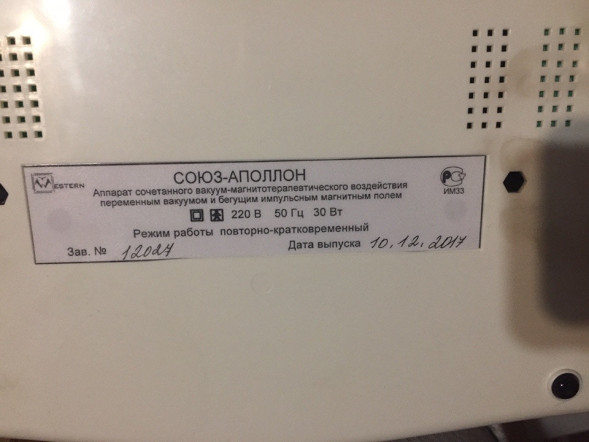 ESTERN
СОЮЗ-АПОЛЛОН
Аппарат сочетанного вакуум-магнитотерапевтического воздействия
переменным вакуумом и бегущим импульсным магнитным полем
220 В 50 Гц 30 Вт
ИМ33
Режим работы повторно-кратковременный
Зав. № 12024 Дата выпуска 10.12.2017